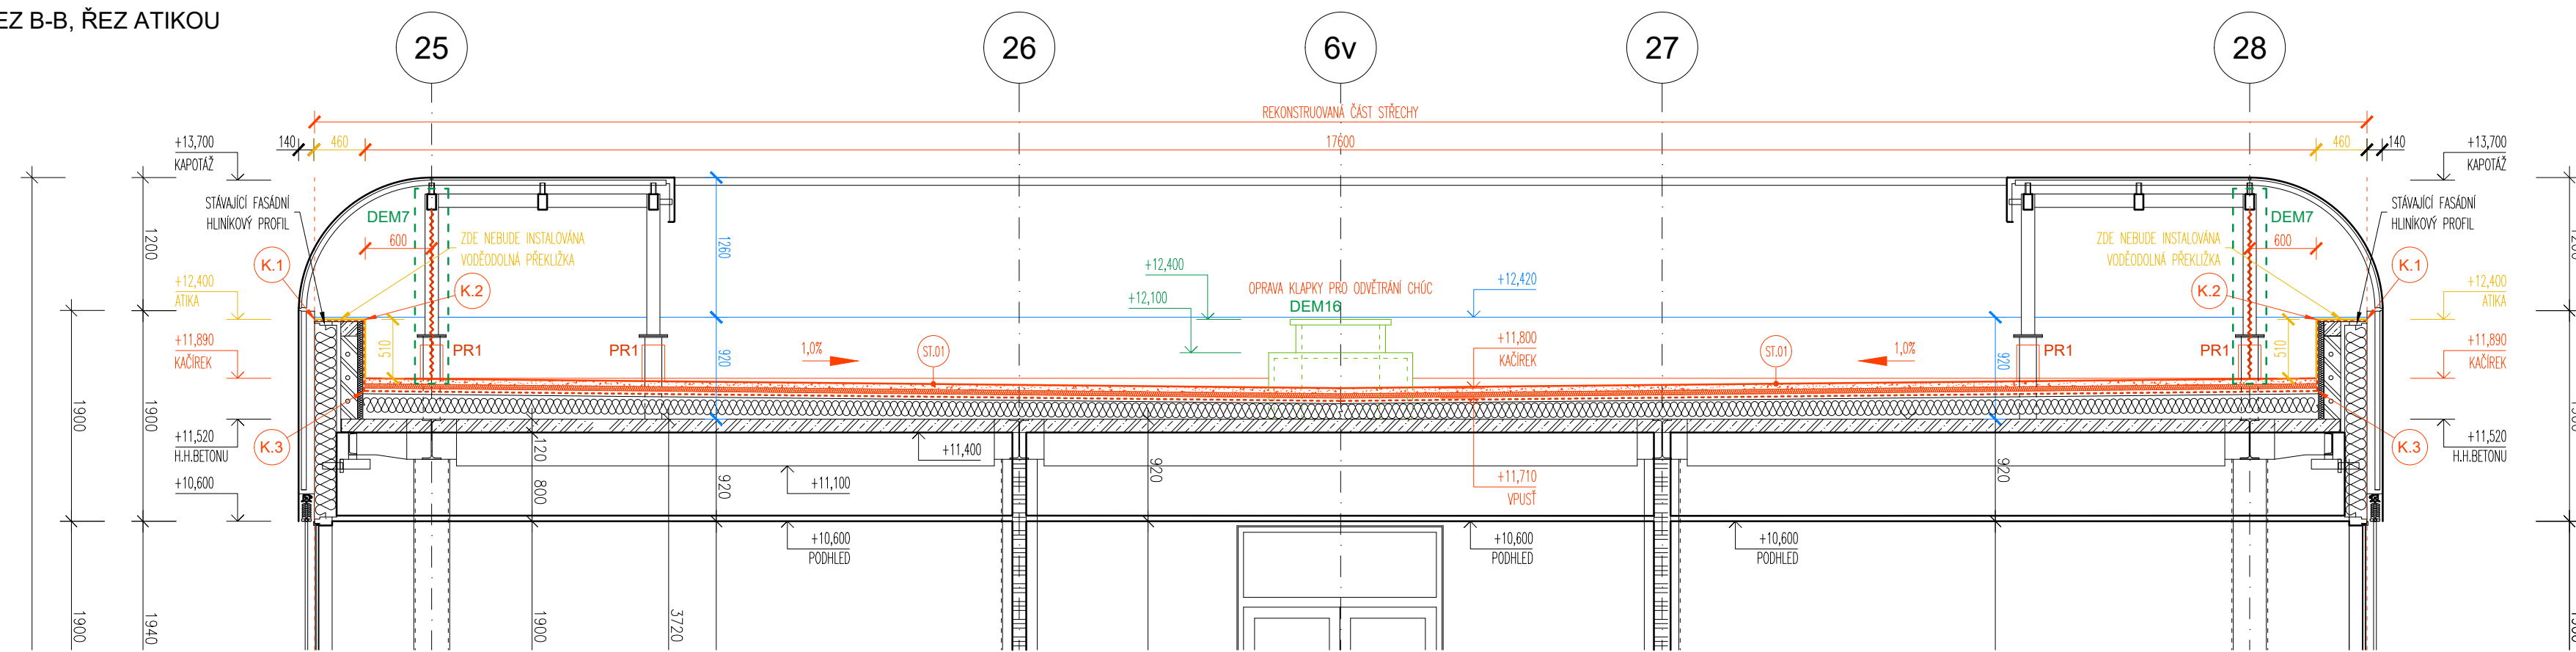 EZ B-B, ŘEZ ATIKOU
25
26
6v
27
28
REKONSTRUOVANÁ ČÁST STŘECHY
17600
+13,700
KAPOTÁŽ
140
460
460
140
+13,700
KAPOTÁŽ
STÁVAJÍCÍ FASÁDNÍ
HLINÍKOVÝ PROFIL
DEM7
600
ZDE NEBUDE INSTALOVÁNA
VODĚODOLNÁ PŘEKLIŽKA
1260
ZDE NEBUDE INSTALOVÁNA
VODĚODOLNÁ PŘEKLIŽKA
DEM7
600
STÁVAJÍCÍ FASÁDNÍ
HLINÍKOVÝ PROFIL
1200
K.1
K.2
+12,400
ATIKA
+12,400
+12,100
OPRAVA KLAPKY PRO ODVĚTRÁNÍ CHÚC
DEM16
+12,420
K.2
K.1
+12,400
ATIKA
+11,890
KAČÍREK
510
PR1
PR1
920
1,0%
ST.01
+11,800
KAČÍREK
ST.01
1,0%
920
PR1
PR1
510
+11,890
KAČÍREK
1900
1900
K.3
+11,520
H.H.BETONU
+10,600
120
800
920
+11,400
+11,100
920
+11,710
VPUSŤ
920
K.3
+11,520
H.H.BETONU
+10,600
PODHLED
+10,600
PODHLED
+10,600
PODHLED
1900
1940
1900
3720